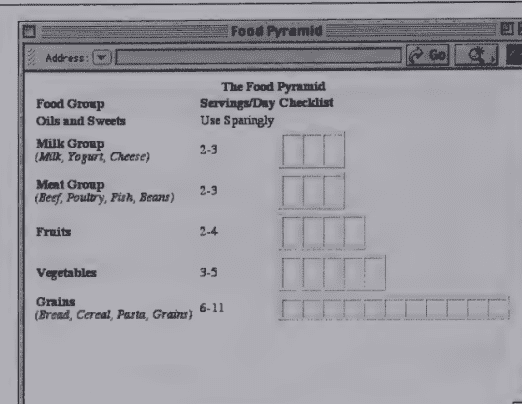 Food Pyramid
Address:
Go
The Food Pyramid
Food Group Servings/Day Checklist
Oils and Sweets Use Sparingly
Milk Group
(Milk, Yogurt, Cheese) 2-3
Meat Group
(Beef, Poultry, Fish, Beans) 2-3
Fruits 2-4
Vegetables 3-5
Grains
(Bread, Cereal, Pasta, Grains) 6-11